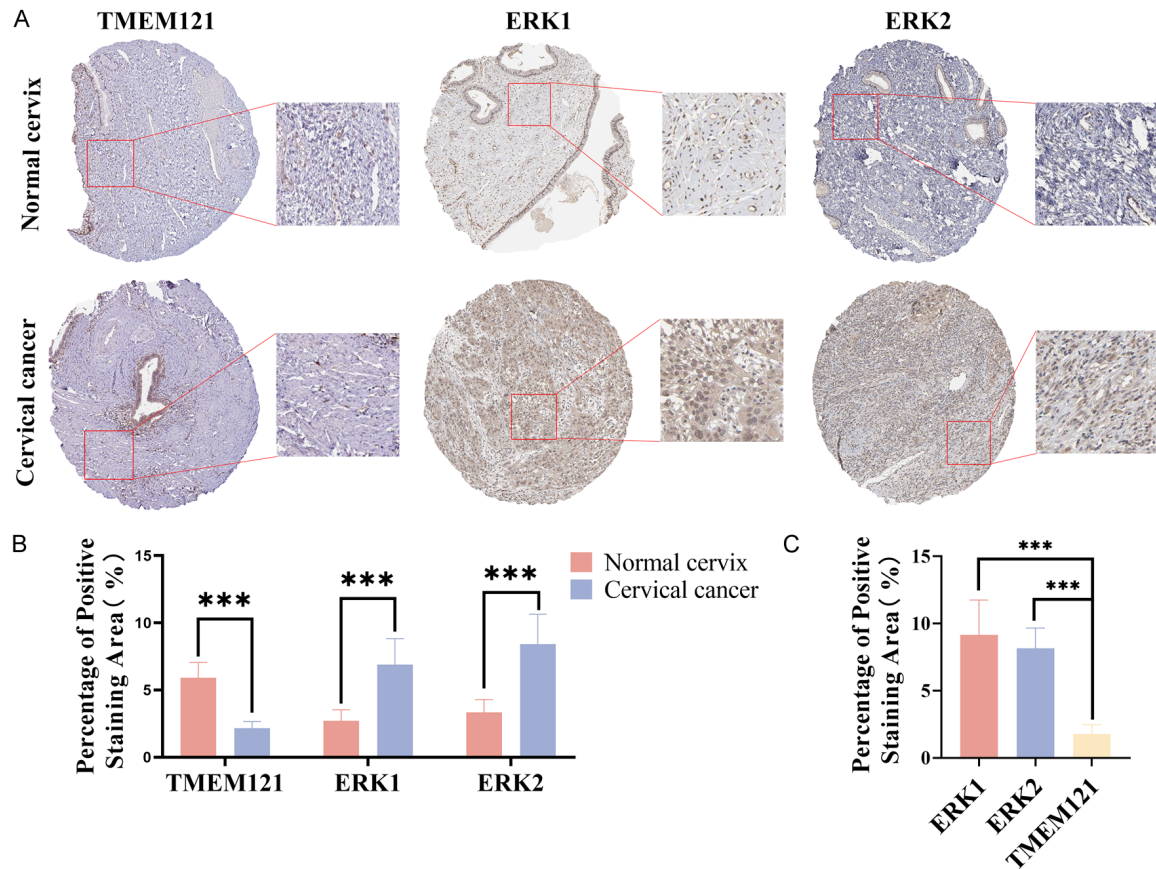 A
TMEM121
ERK1
ERK2
Normal cervix
Cervical cancer
B
Percentage of Positive
Staining Area( %)
15
10
5
0
***
***
***
TMEM121
ERK1
ERK2
Normal cervix
Cervical cancer
C
Percentage of Positive
Staining Area( %)
15
10
5
0
***
***
ERK1
ERK2
TMEM121